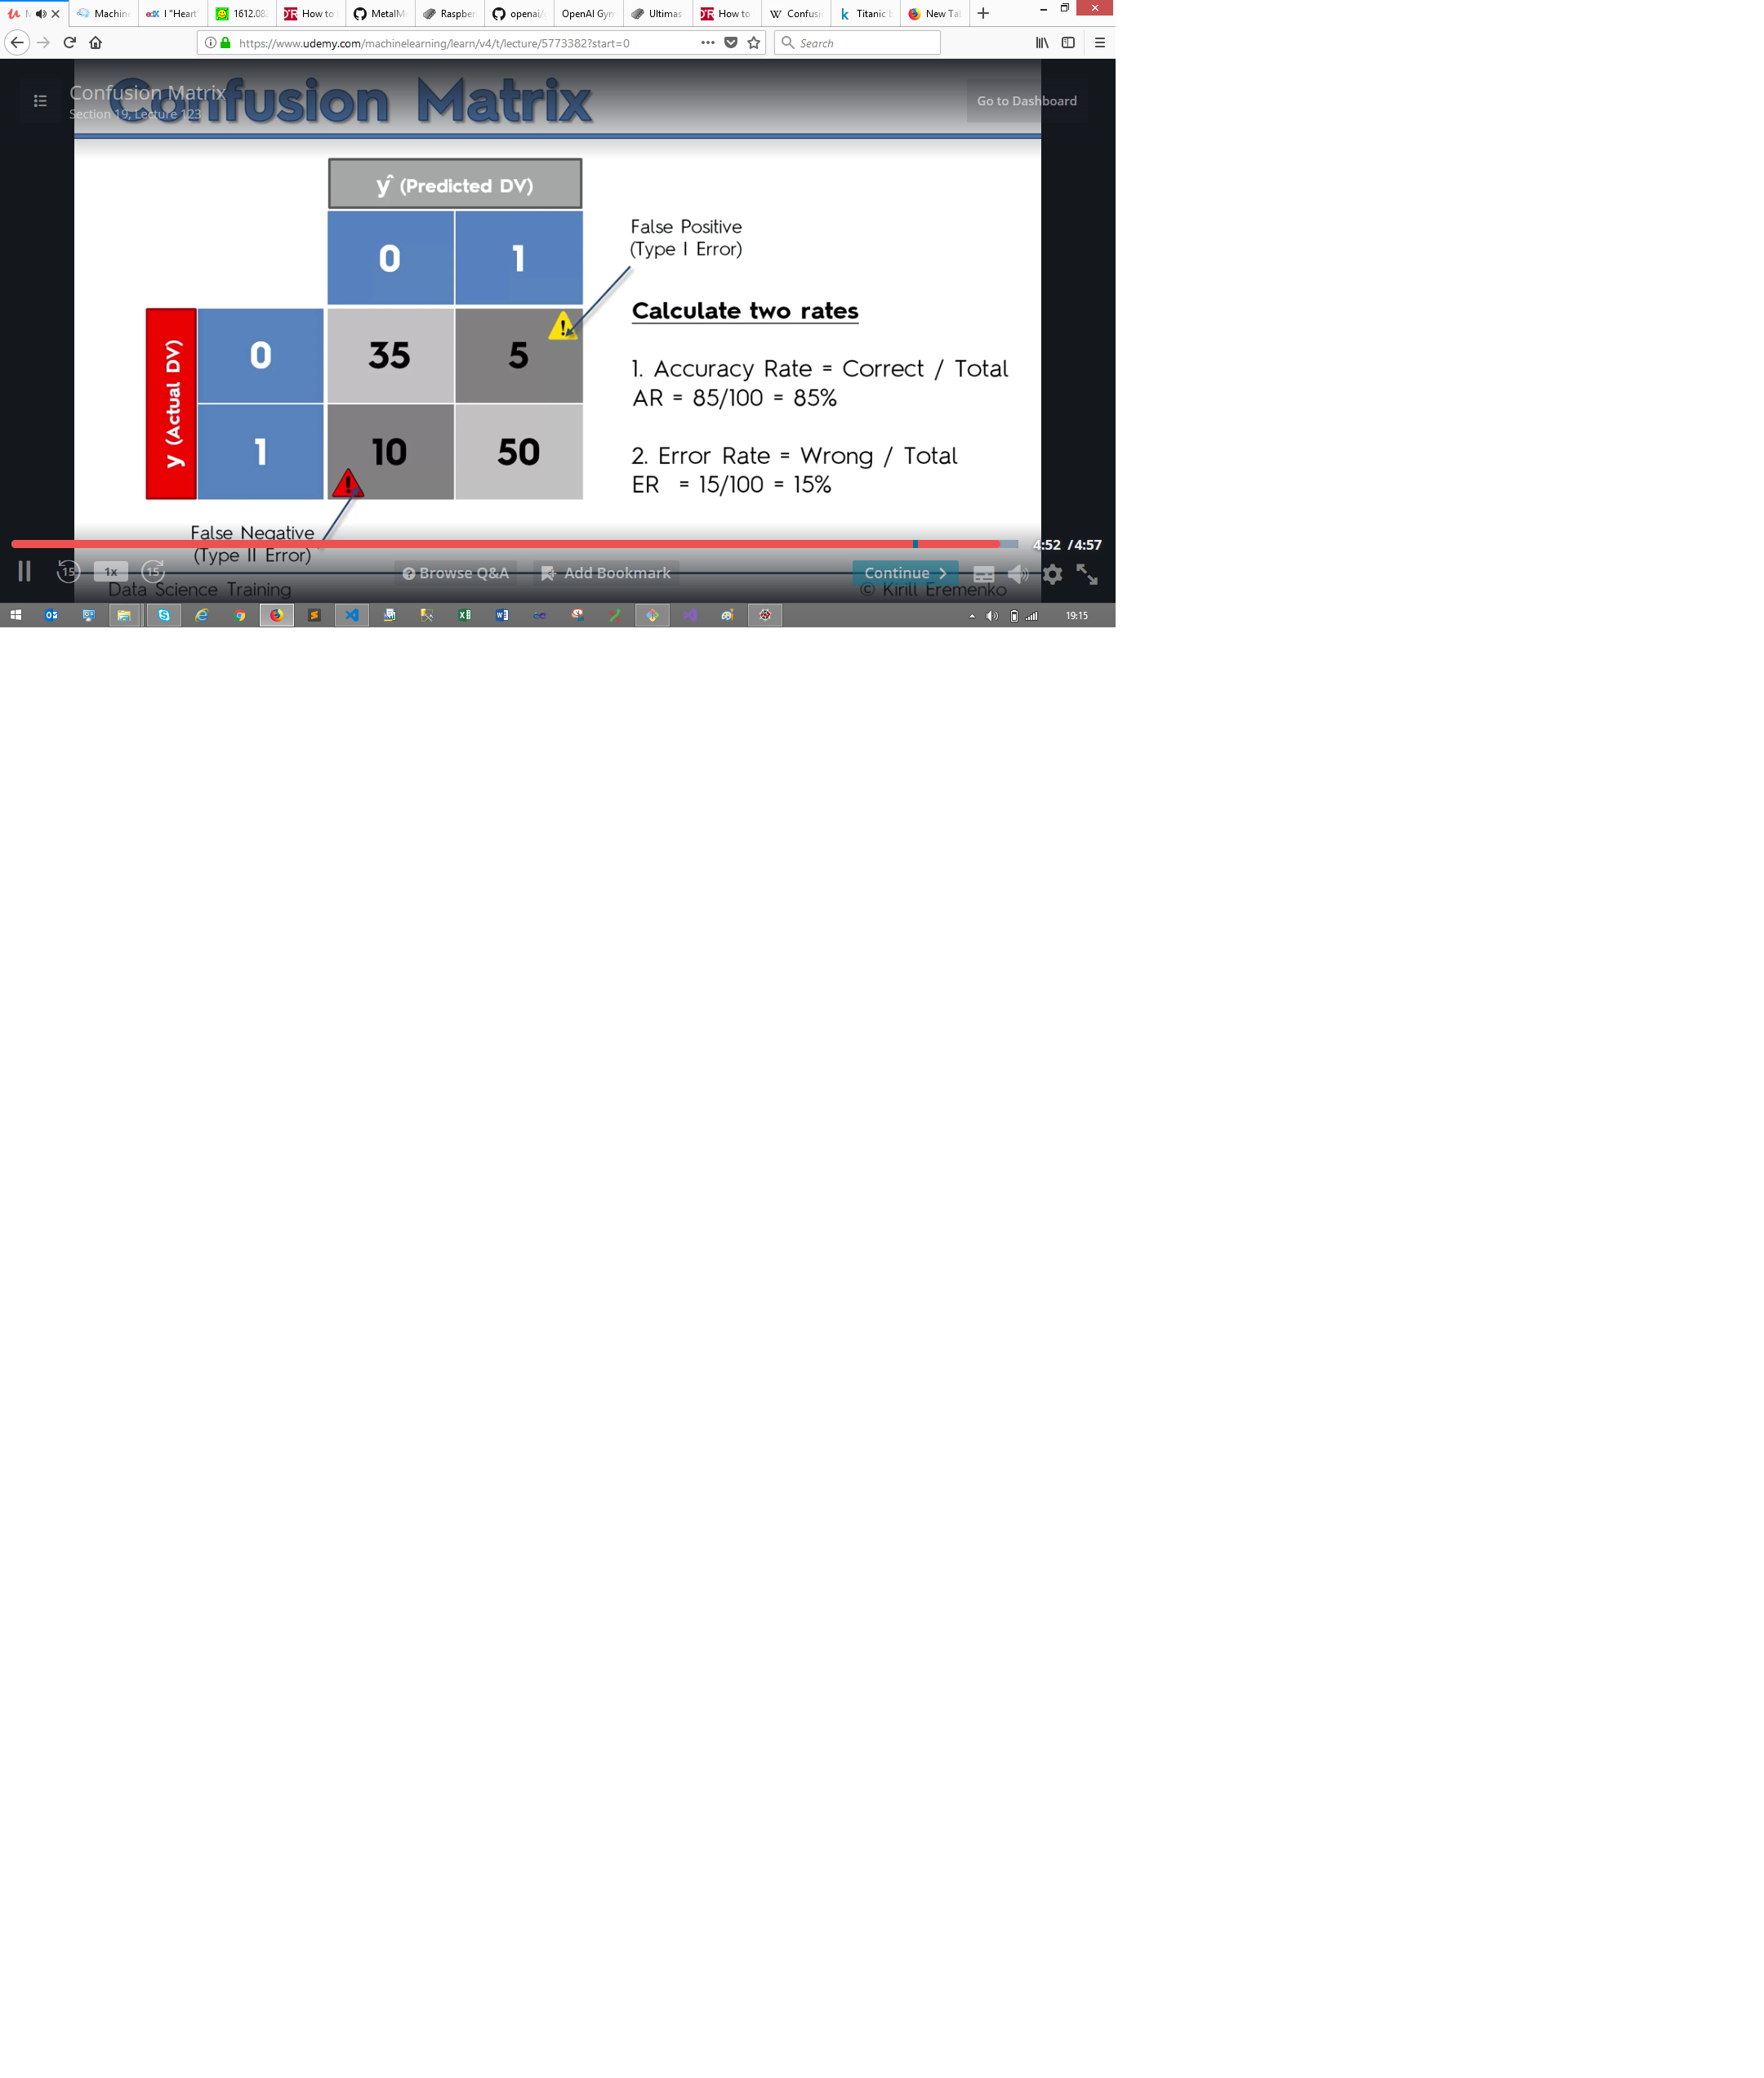 Machine
I "Heart"
1612.082
How to
MetalM
Raspber
openai/
OpenAI Gym
Ultimas
How to
Confusi
Titanic
New Tab
https://www.udemy.com/machinelearning/learn/v4/t/lecture/5773382?start=0
Search
Confusion Matrix
Section 19, Lecture 123
Confusion Matrix
Go to Dashboard
ŷ (Predicted DV)
0 1
y (Actual DV)
0 35 5
1 10 50
False Positive
(Type I Error)
Calculate two rates
1. Accuracy Rate = Correct / Total
AR = 85/100 = 85%
2. Error Rate = Wrong / Total
ER = 15/100 = 15%
False Negative
(Type II Error)
4:52 / 4:57
15 1x 15
Browse Q&A
Add Bookmark
Continue
Data Science Training
© Kirill Eremenko
19:15